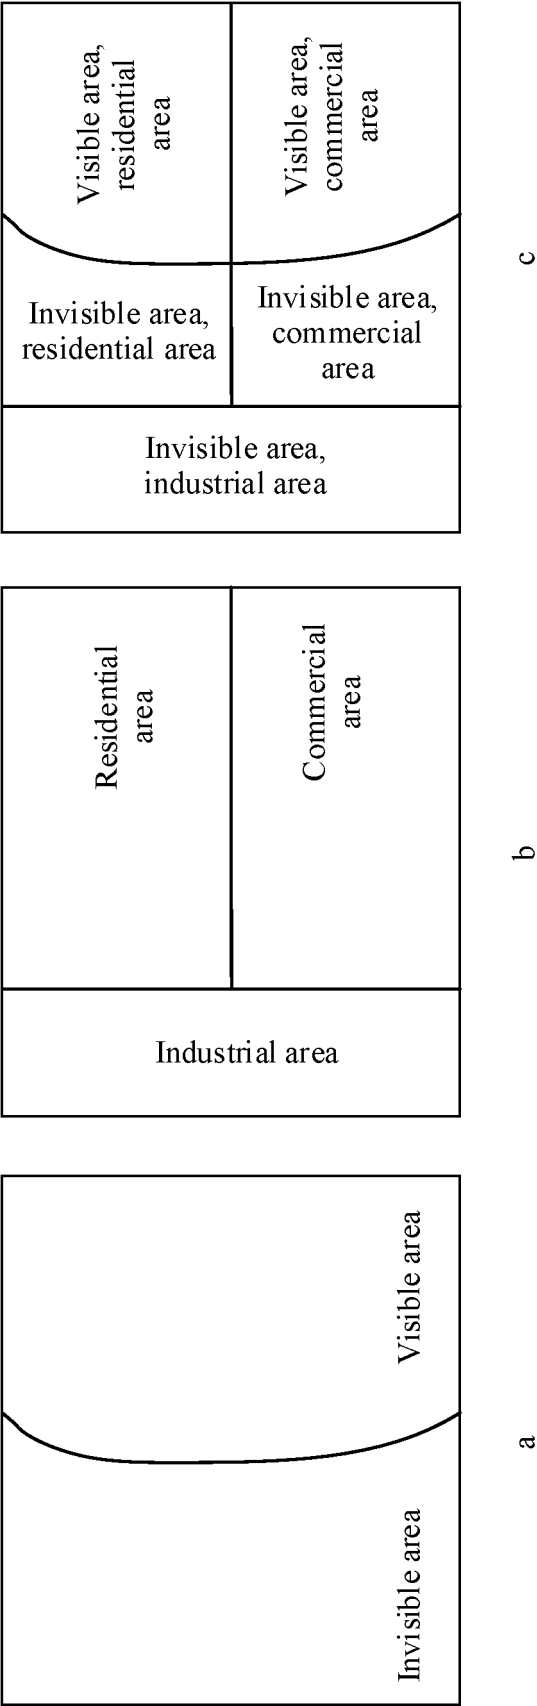 Invisible area
Visible area
a
Industrial area
Residential
area
Commercial
area
b
Invisible area,
industrial area
Invisible area,
residential area
Invisible area,
commercial
area
Visible area,
residential
area
Visible area,
commercial
area
c